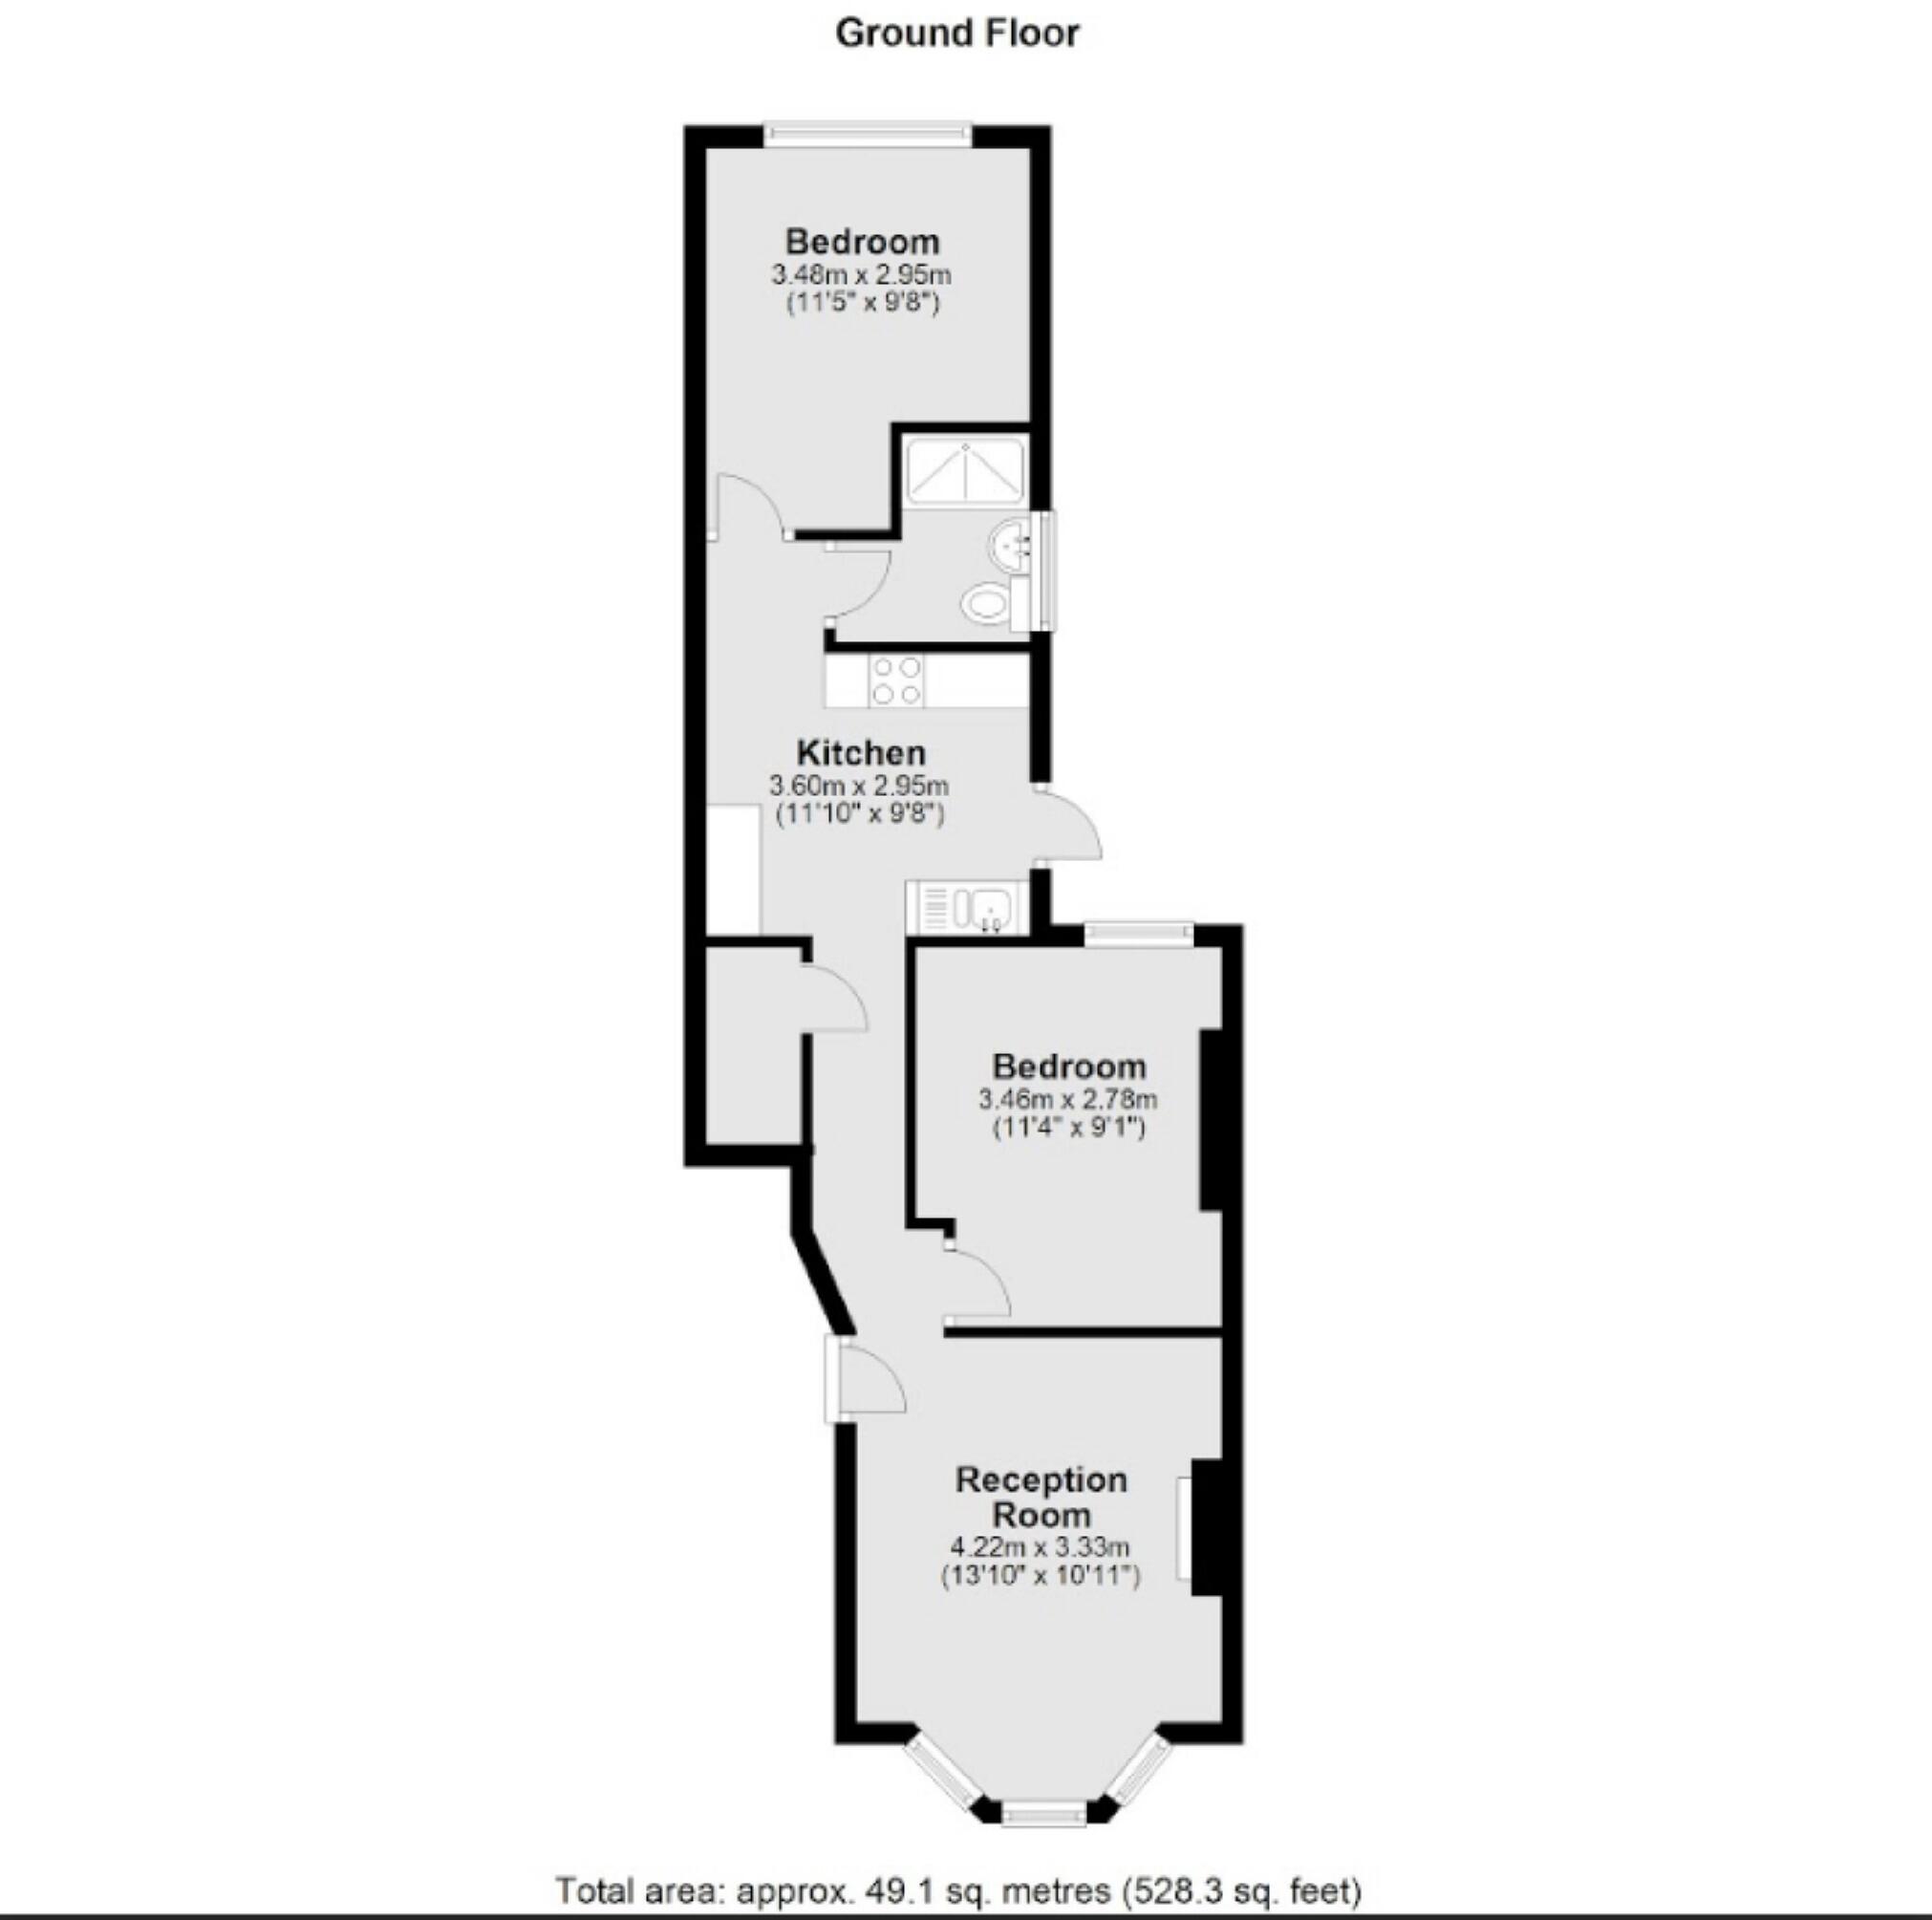 Ground Floor
Bedroom
3.48m x 2.95m
(11'5" x 9'8")
Kitchen
3.60m x 2.95m
(11'10" x 9'8")
Bedroom
3.46m x 2.78m
(11'4" x 9'1")
Reception
Room
4.22m x 3.33m
(13'10" x 10'11")
Total area: approx. 49.1 sq. metres (528.3 sq. feet)